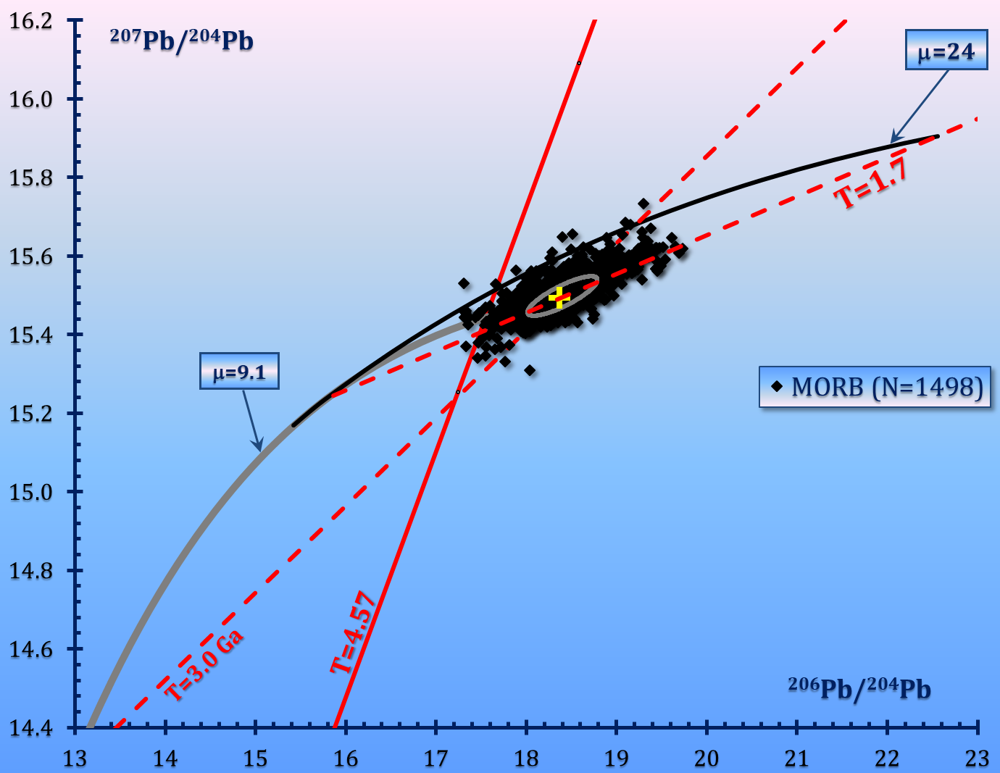 16.2
²⁰⁷Pb/²⁰⁴Pb
μ=24
16.0
15.8
T=1.7
15.6
15.4
μ=9.1
MORB (N=1498)
15.2
15.0
14.8
T=4.57
T=3.0 Ga
14.6
²⁰⁶Pb/²⁰⁴Pb
14.4
13 14 15 16 17 18 19 20 21 22 23